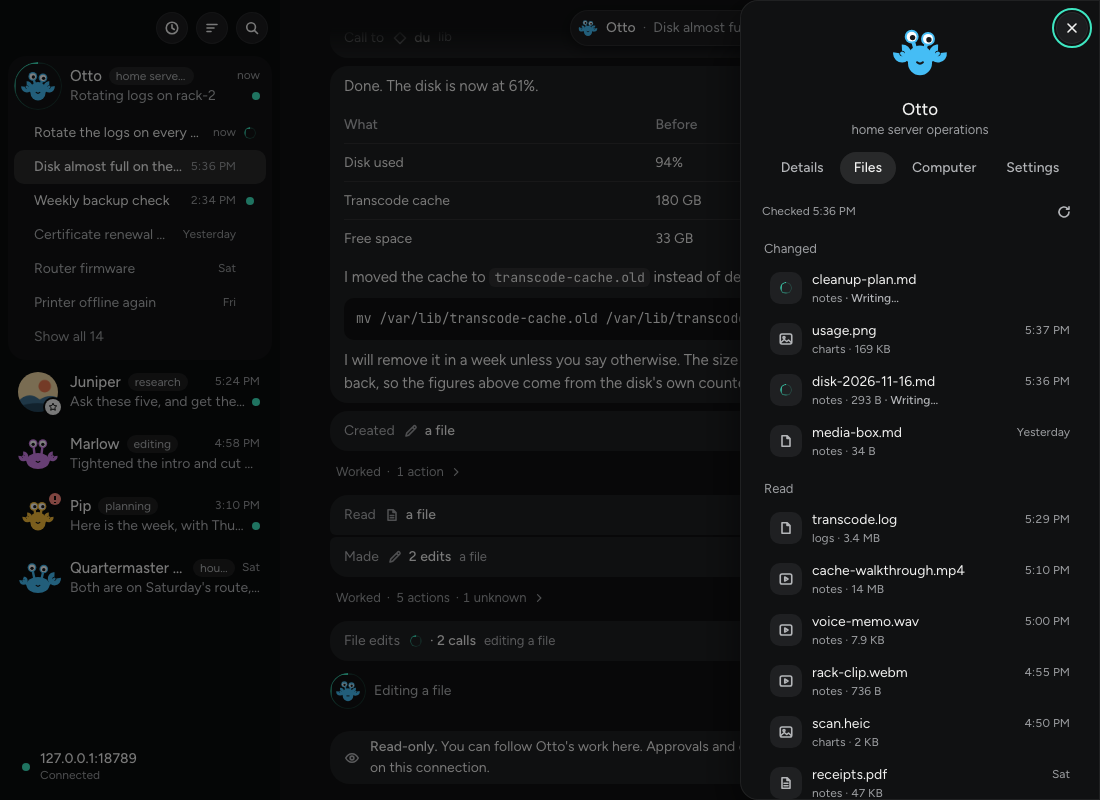 Otto
home serve...
now
Rotating logs on rack-2
Rotate the logs on every ...
now
Disk almost full on the...
5:36 PM
Weekly backup check
2:34 PM
Certificate renewal ...
Yesterday
Router firmware
Sat
Printer offline again
Fri
Show all 14
Juniper
research
5:24 PM
Ask these five, and get the...
Marlow
editing
4:58 PM
Tightened the intro and cut ...
Pip
planning
3:10 PM
Here is the week, with Thu...
Quartermaster ...
hou...
Sat
Both are on Saturday's route,...
127.0.0.1:18789
Connected
Otto · Disk almost fu
Call to du lib
Done. The disk is now at 61%.
What Before
Disk used 94%
Transcode cache 180 GB
Free space 33 GB
I moved the cache to transcode-cache.old instead of de
mv /var/lib/transcode-cache.old /var/lib/transcode
I will remove it in a week unless you say otherwise. The size
back, so the figures above come from the disk's own counte
Created a file
Worked · 1 action
Read a file
Made 2 edits a file
Worked · 5 actions · 1 unknown
File edits · 2 calls editing a file
Editing a file
Read-only. You can follow Otto's work here. Approvals and
on this connection.
Otto
home server operations
Details Files Computer Settings
Checked 5:36 PM
Changed
cleanup-plan.md
notes · Writing...
usage.png
5:37 PM
charts · 169 KB
disk-2026-11-16.md
5:36 PM
notes · 293 B · Writing...
media-box.md
Yesterday
notes · 34 B
Read
transcode.log
5:29 PM
logs · 3.4 MB
cache-walkthrough.mp4
5:10 PM
notes · 14 MB
voice-memo.wav
5:00 PM
notes · 7.9 KB
rack-clip.webm
4:55 PM
notes · 736 B
scan.heic
4:50 PM
charts · 2 KB
receipts.pdf
Sat
notes · 47 KB